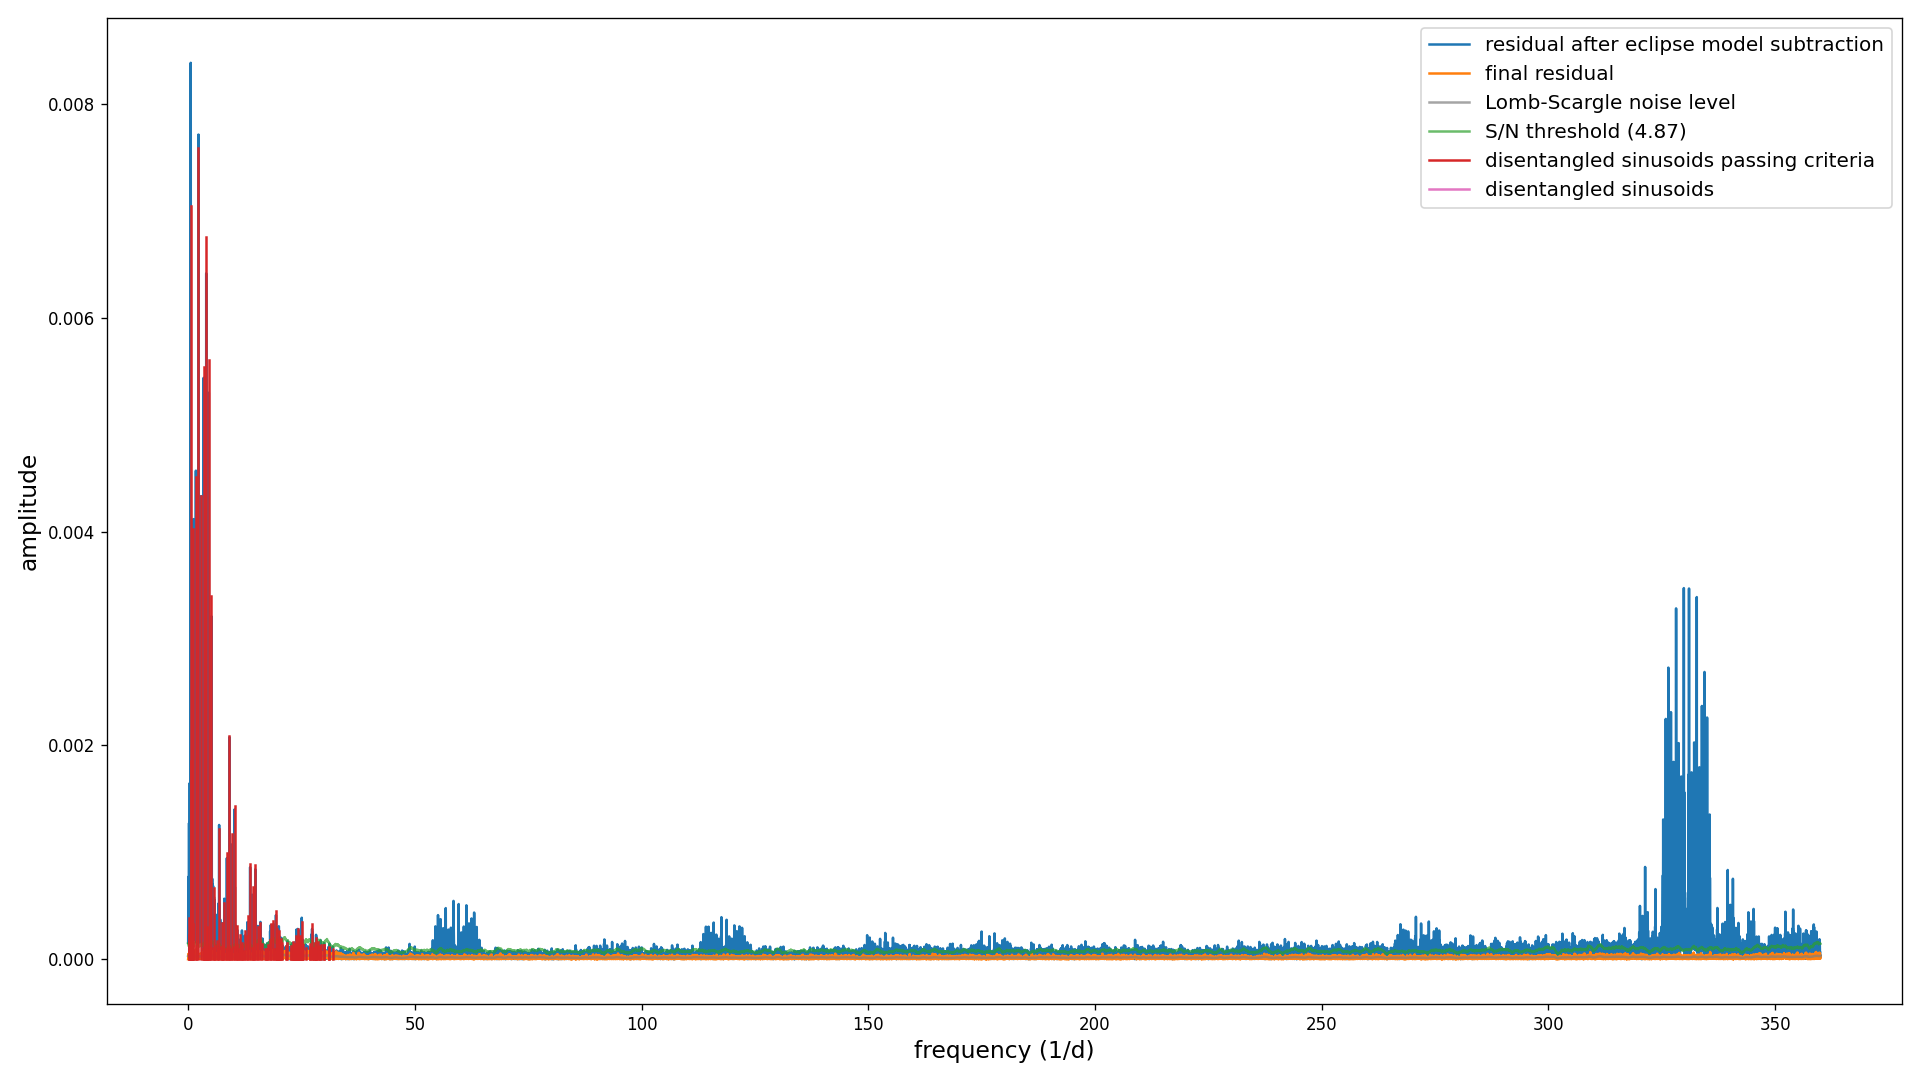 residual after eclipse model subtraction
final residual
Lomb-Scargle noise level
S/N threshold (4.87)
disentangled sinusoids passing criteria
disentangled sinusoids
0.008
0.006
0.004
0.002
0.000
amplitude
0 50 100 150 200 250 300 350
frequency (1/d)